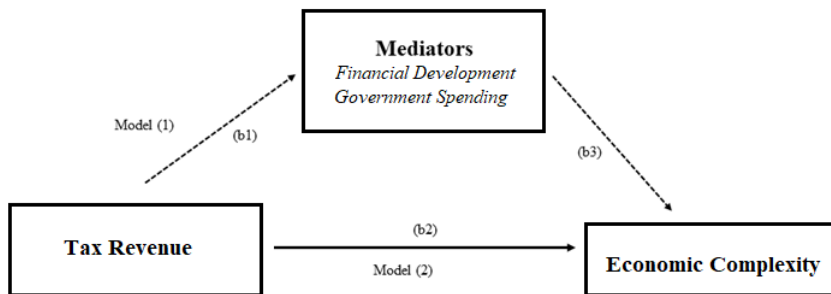 Mediators
Financial Development
Government Spending
Model (1)
(b1)
(b3)
Tax Revenue
(b2)
Model (2)
Economic Complexity